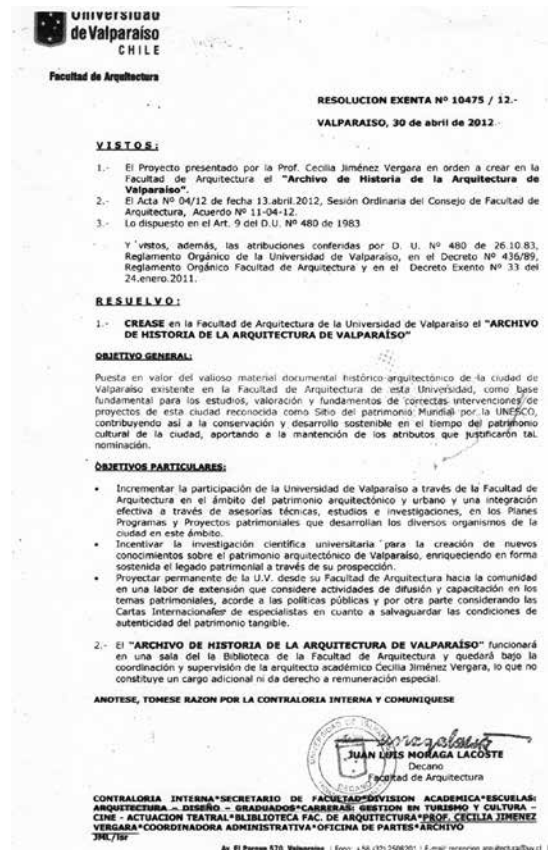 Universidad
de Valparaíso
CHILE
Facultad de Arquitectura
RESOLUCION EXENTA Nº 10475 / 12.-
VALPARAISO, 30 de abril de 2012.-
VISTOS:
1.- El Proyecto presentado por la Prof. Cecilia Jiménez Vergara en orden a crear en la
Facultad de Arquitectura el "Archivo de Historia de la Arquitectura de
Valparaíso".
2.- El Acta Nº 04/12 de fecha 13.abril.2012, Sesión Ordinaria del Consejo de Facultad de
Arquitectura, Acuerdo Nº 11-04-12.
3.- Lo dispuesto en el Art. 9 del D.U. Nº 480 de 1983
Y vistos, además, las atribuciones conferidas por D. U. Nº 480 de 26.10.83,
Reglamento Orgánico de la Universidad de Valparaíso, en el Decreto Nº 436/89,
Reglamento Orgánico Facultad de Arquitectura y en el Decreto Exento Nº 33 del
24.enero.2011.
RESUELVO:
1.- CREASE en la Facultad de Arquitectura de la Universidad de Valparaíso el "ARCHIVO
DE HISTORIA DE LA ARQUITECTURA DE VALPARAÍSO"
OBJETIVO GENERAL:
Puesta en valor del valioso material documental histórico-arquitectónico de la ciudad de
Valparaíso existente en la Facultad de Arquitectura de esta Universidad, como base
fundamental para los estudios, valoración y fundamentos de correctas intervenciones de
proyectos de esta ciudad reconocida como Sitio del patrimonio Mundial por la UNESCO,
contribuyendo así a la conservación y desarrollo sostenible en el tiempo del patrimonio
cultural de la ciudad, aportando a la mantención de los atributos que justificarón tal
nominación.
OBJETIVOS PARTICULARES:
• Incrementar la participación de la Universidad de Valparaíso a través de la Facultad de
Arquitectura en el ámbito del patrimonio arquitectónico y urbano y una integración
efectiva a través de asesorías técnicas, estudios e investigaciones, en los Planes
Programas y Proyectos patrimoniales que desarrollan los diversos organismos de la
ciudad en este ámbito.
• Incentivar la investigación científica universitaria para la creación de nuevos
conocimientos sobre el patrimonio arquitectónico de Valparaíso, enriqueciendo en forma
sostenida el legado patrimonial a través de su prospección.
• Proyectar permanente de la U.V. desde su Facultad de Arquitectura hacia la comunidad
en una labor de extensión que considere actividades de difusión y capacitación en los
temas patrimoniales, acorde a las políticas públicas y por otra parte considerando las
Cartas Internacionales de especialistas en cuanto a salvaguardar las condiciones de
autenticidad del patrimonio tangible.
2.- El "ARCHIVO DE HISTORIA DE LA ARQUITECTURA DE VALPARAÍSO" funcionará
en una sala del la Biblioteca de la Facultad de Arquitectura y quedará bajo la
coordinación y supervisión de la arquitecto académico Cecilia Jiménez Vergara, lo que no
constituye un cargo adicional ni da derecho a remuneración especial.
ANOTESE, TOMESE RAZON POR LA CONTRALORIA INTERNA Y COMUNIQUESE
JUAN LUIS MORAGA LACOSTE
Decano
Facultad de Arquitectura
CONTRALORIA INTERNA*SECRETARIO DE FACULTAD*DIVISION ACADEMICA*ESCUELAS:
ARQUITECTURA – DISEÑO – GRADUADOS*CARRERAS: GESTION EN TURISMO Y CULTURA –
CINE - ACTUACION TEATRAL*BLIBLIOTECA FAC. DE ARQUITECTURA*PROF. CECILIA JIMENEZ
VERGARA*COORDINADORA ADMINISTRATIVA*OFICINA DE PARTES*ARCHIVO
JML/lsr
Av. El Parque 570, Valparaíso | Fono: +56 (32) 2508201 | E-mail: recepcion.arquitectura@uv.cl